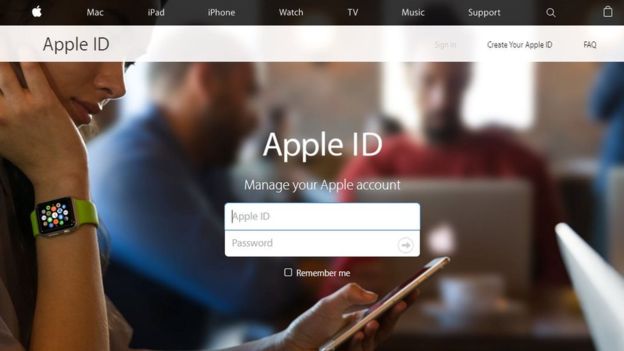 Mac iPad iPhone Watch TV Music Support
Apple ID Sign In Create Your Apple ID FAQ
Apple ID
Manage your Apple account
Apple ID
Password
Remember me